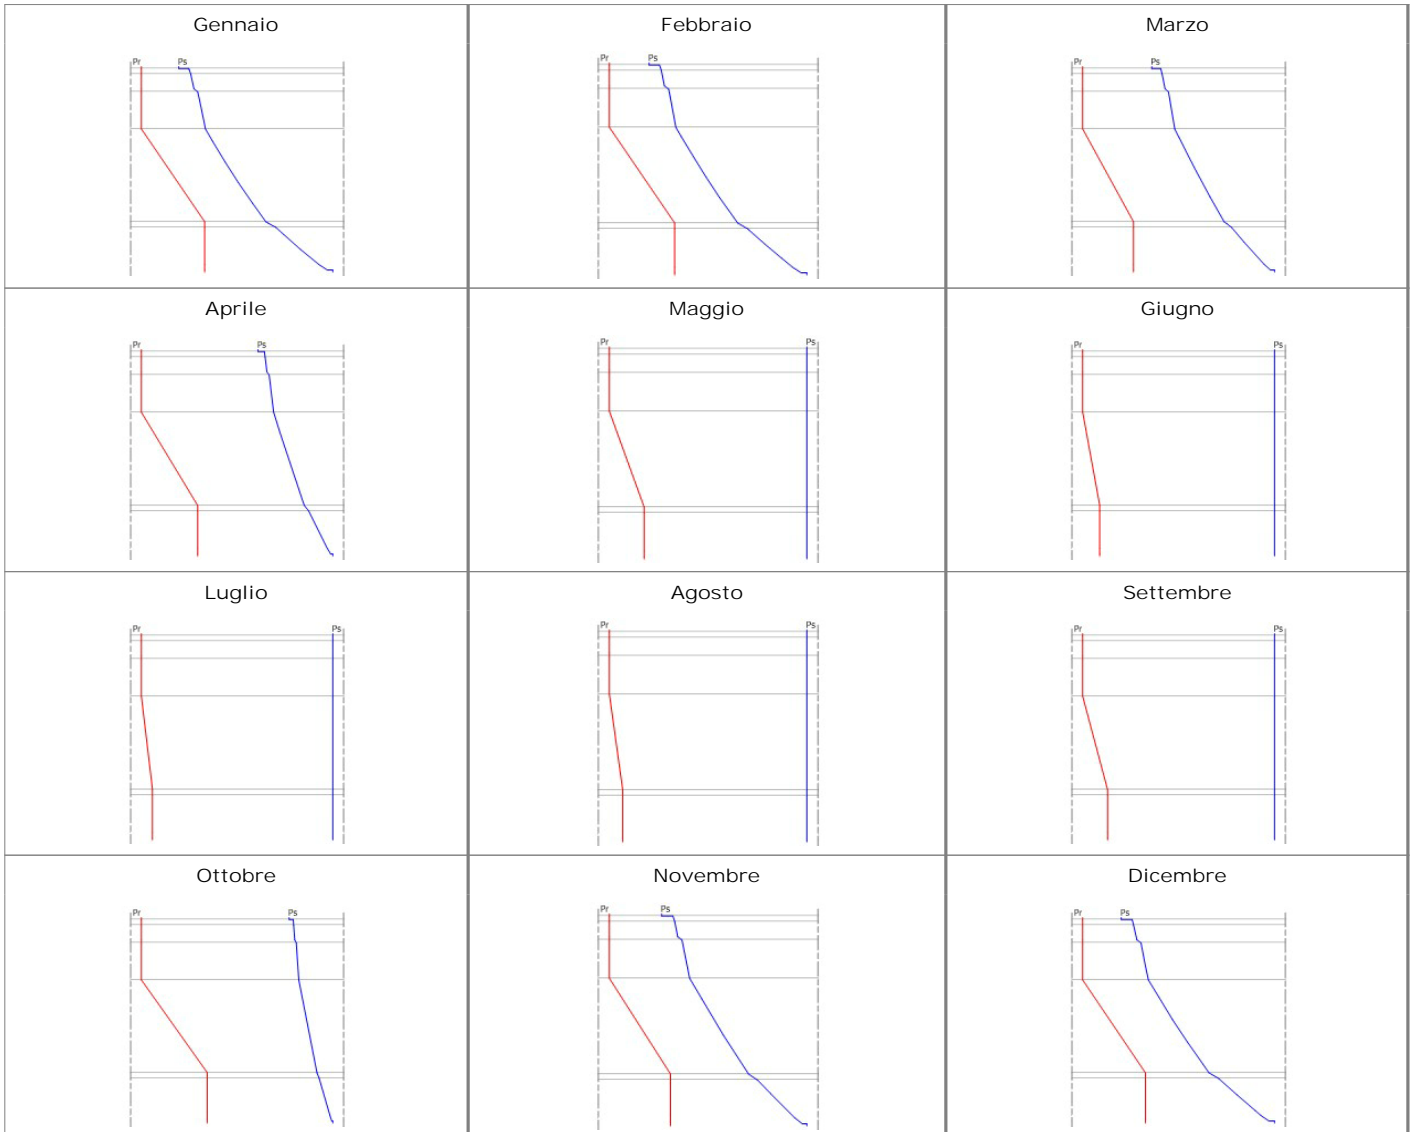 Gennaio Febbraio Marzo
Pr Ps Pr Ps Pr Ps
Aprile Maggio Giugno
Pr Ps Pr Ps Pr Ps
Luglio Agosto Settembre
Pr Ps Pr Ps Pr Ps
Ottobre Novembre Dicembre
Pr Ps Pr Ps Pr Ps